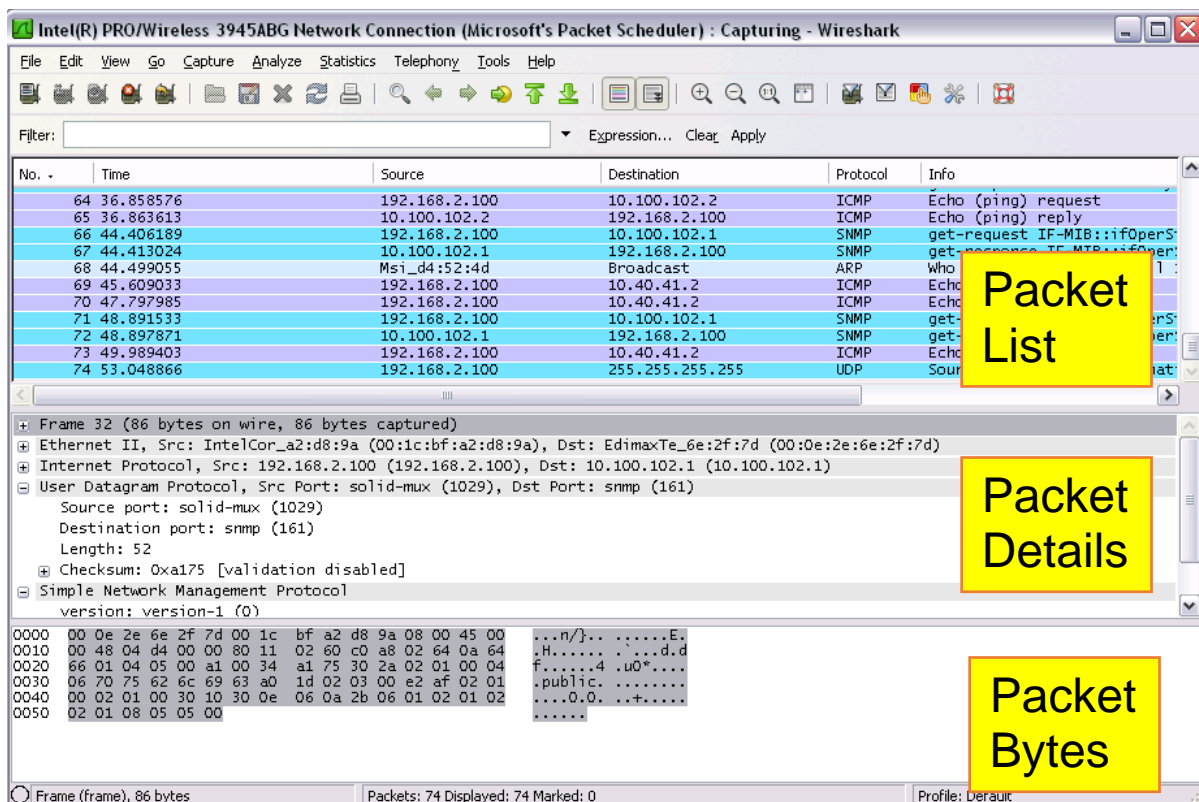 Intel(R) PRO/Wireless 3945ABG Network Connection (Microsoft's Packet Scheduler) : Capturing - Wireshark
File Edit View Go Capture Analyze Statistics Telephony Tools Help
Filter: Expression... Clear Apply
No. Time Source Destination Protocol Info
64 36.858576 192.168.2.100 10.100.102.2 ICMP Echo (ping) request
65 36.863613 10.100.102.2 192.168.2.100 ICMP Echo (ping) reply
66 44.406189 192.168.2.100 10.100.102.1 SNMP get-request IF-MIB::ifOperS
67 44.413024 10.100.102.1 192.168.2.100 SNMP
68 44.499055 Msi_d4:52:4d Broadcast ARP Who
69 45.609033 192.168.2.100 10.40.41.2 ICMP Echo
70 47.797985 192.168.2.100 10.40.41.2 ICMP Echo
71 48.891533 192.168.2.100 10.100.102.1 SNMP get-
72 48.897871 10.100.102.1 192.168.2.100 SNMP get-
73 49.989403 192.168.2.100 10.40.41.2 ICMP Echo
74 53.048866 192.168.2.100 255.255.255.255 UDP Sour
Packet
List
Frame 32 (86 bytes on wire, 86 bytes captured)
Ethernet II, Src: IntelCor_a2:d8:9a (00:1c:bf:a2:d8:9a), Dst: EdimaxTe_6e:2f:7d (00:0e:2e:6e:2f:7d)
Internet Protocol, Src: 192.168.2.100 (192.168.2.100), Dst: 10.100.102.1 (10.100.102.1)
User Datagram Protocol, Src Port: solid-mux (1029), Dst Port: snmp (161)
Source port: solid-mux (1029)
Destination port: snmp (161)
Length: 52
Checksum: 0xa175 [validation disabled]
Simple Network Management Protocol
version: version-1 (0)
Packet
Details
0000 00 0e 2e 6e 2f 7d 00 1c bf a2 d8 9a 08 00 45 00 ...n/}.. ......E.
0010 00 48 04 d4 00 00 80 11 02 60 c0 a8 02 64 0a 64 .H...... .`...d.d
0020 66 01 04 05 00 a1 00 34 a1 75 30 2a 02 01 00 04 f......4 .u0*....
0030 06 70 75 62 6c 69 63 a0 1d 02 03 00 e2 af 02 01 .public. ........
0040 00 02 01 00 30 10 30 0e 06 0a 2b 06 01 02 01 02 ....0.0. ..+.....
0050 02 01 08 05 05 00 ......
Packet
Bytes
Frame (frame), 86 bytes Packets: 74 Displayed: 74 Marked: 0 Profile: Default